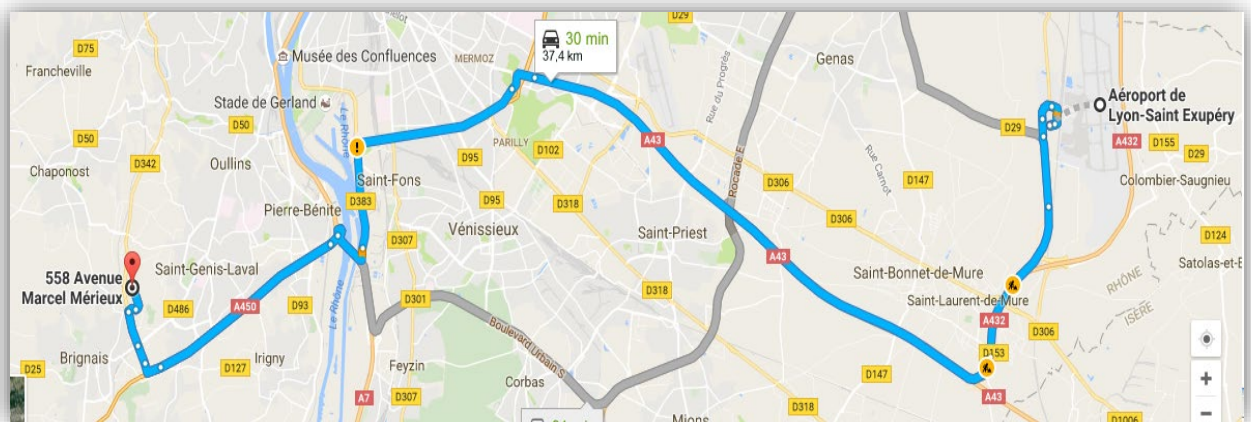 D75
Francheville
Musée des Confluences
MERMOZ
30 min
37,4 km
D29
Genas
Rue du Progrès
Stade de Gerland
Le Rhône
D50
D50
Oullins
D342
Chaponost
Saint-Fons
D383
Pierre-Bénite
PARILLY
D95
D102
D95
Vénissieux
D318
A43
Rocade E
Rue Carnot
D306
D147
D306
Saint-Priest
D29
Aéroport de
Lyon-Saint Exupéry
A432
D155
D29
Colombier-Saugnieu
D124
Satolas-et-B
RHÔNE
ISÈRE
558 Avenue
Marcel Mérieux
Saint-Genis-Laval
D486
A450
D93
Le Rhône
D307
D301
D318
A43
Saint-Bonnet-de-Mure
Saint-Laurent-de-Mure
A432
D306
D153
Brignais
D25
D127
Irigny
Feyzin
Boulevard Urbain S
Corbas
A7
D307
Mions
D318
D147
A43
D1006